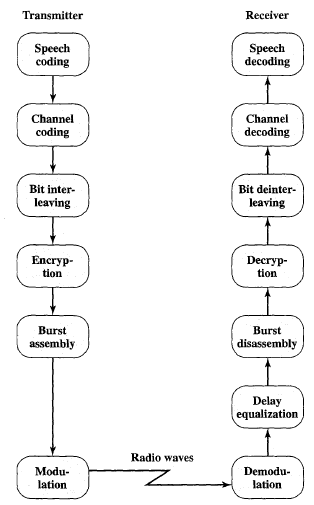 Transmitter
Receiver
Speech
coding
Speech
decoding
Channel
coding
Channel
decoding
Bit inter-
leaving
Bit deinter-
leaving
Encryp-
tion
Decryp-
tion
Burst
assembly
Burst
disassembly
Delay
equalization
Radio waves
Modu-
lation
Demodu-
lation